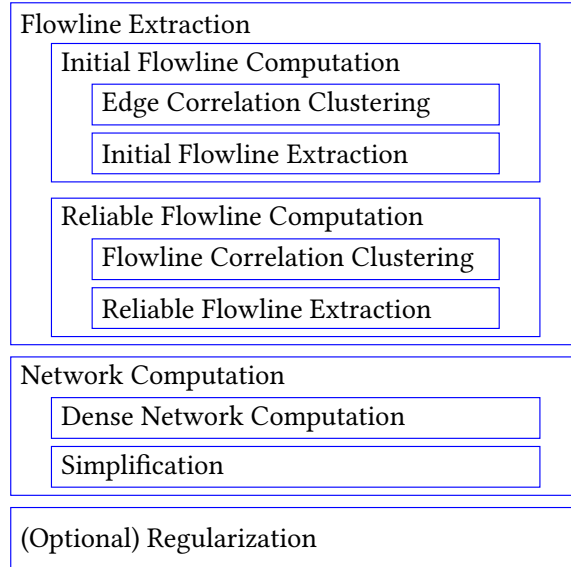 Flowline Extraction
Initial Flowline Computation
Edge Correlation Clustering
Initial Flowline Extraction
Reliable Flowline Computation
Flowline Correlation Clustering
Reliable Flowline Extraction
Network Computation
Dense Network Computation
Simplification
(Optional) Regularization